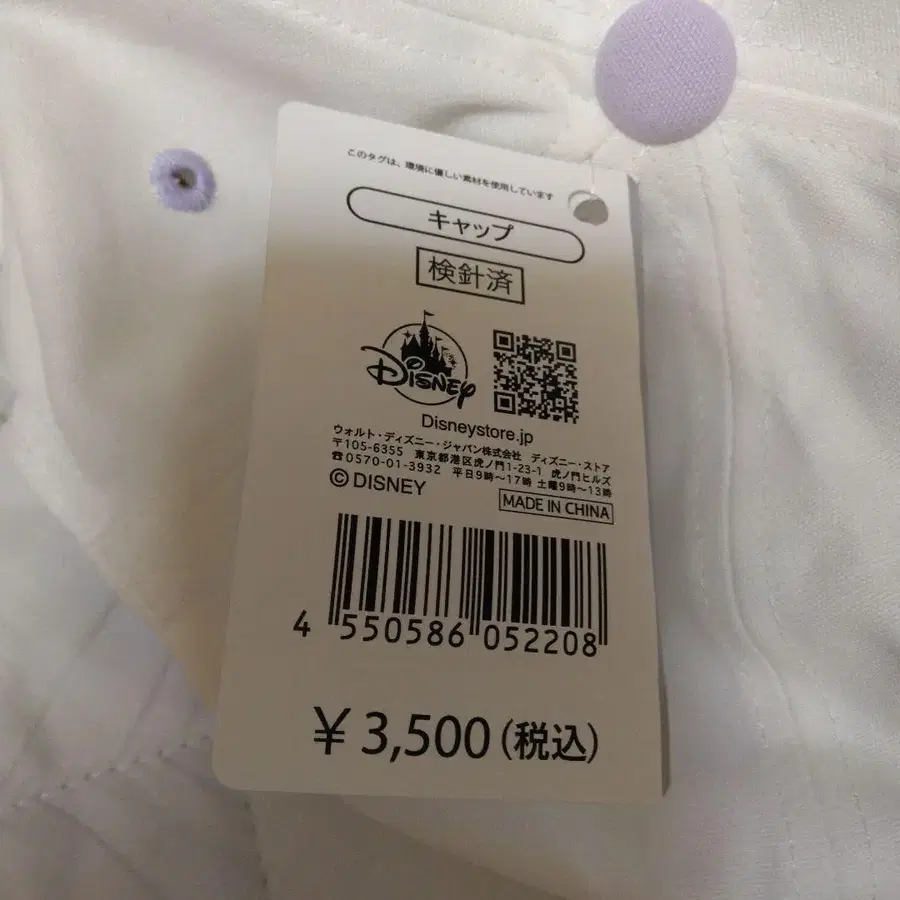 このタグは、環境に優しい素材を使用しています
キャップ
検針済
Disney
Disneystore.jp
ウォルト・ディズニー・ジャパン株式会社 ディズニー・ストア
〒105-6355 東京都港区虎ノ門1-23-1 虎ノ門ヒルズ
☎0570-01-3932 平日9時～17時 土曜9時～13時
©DISNEY
MADE IN CHINA
4 550586 052208
￥3,500(税込)